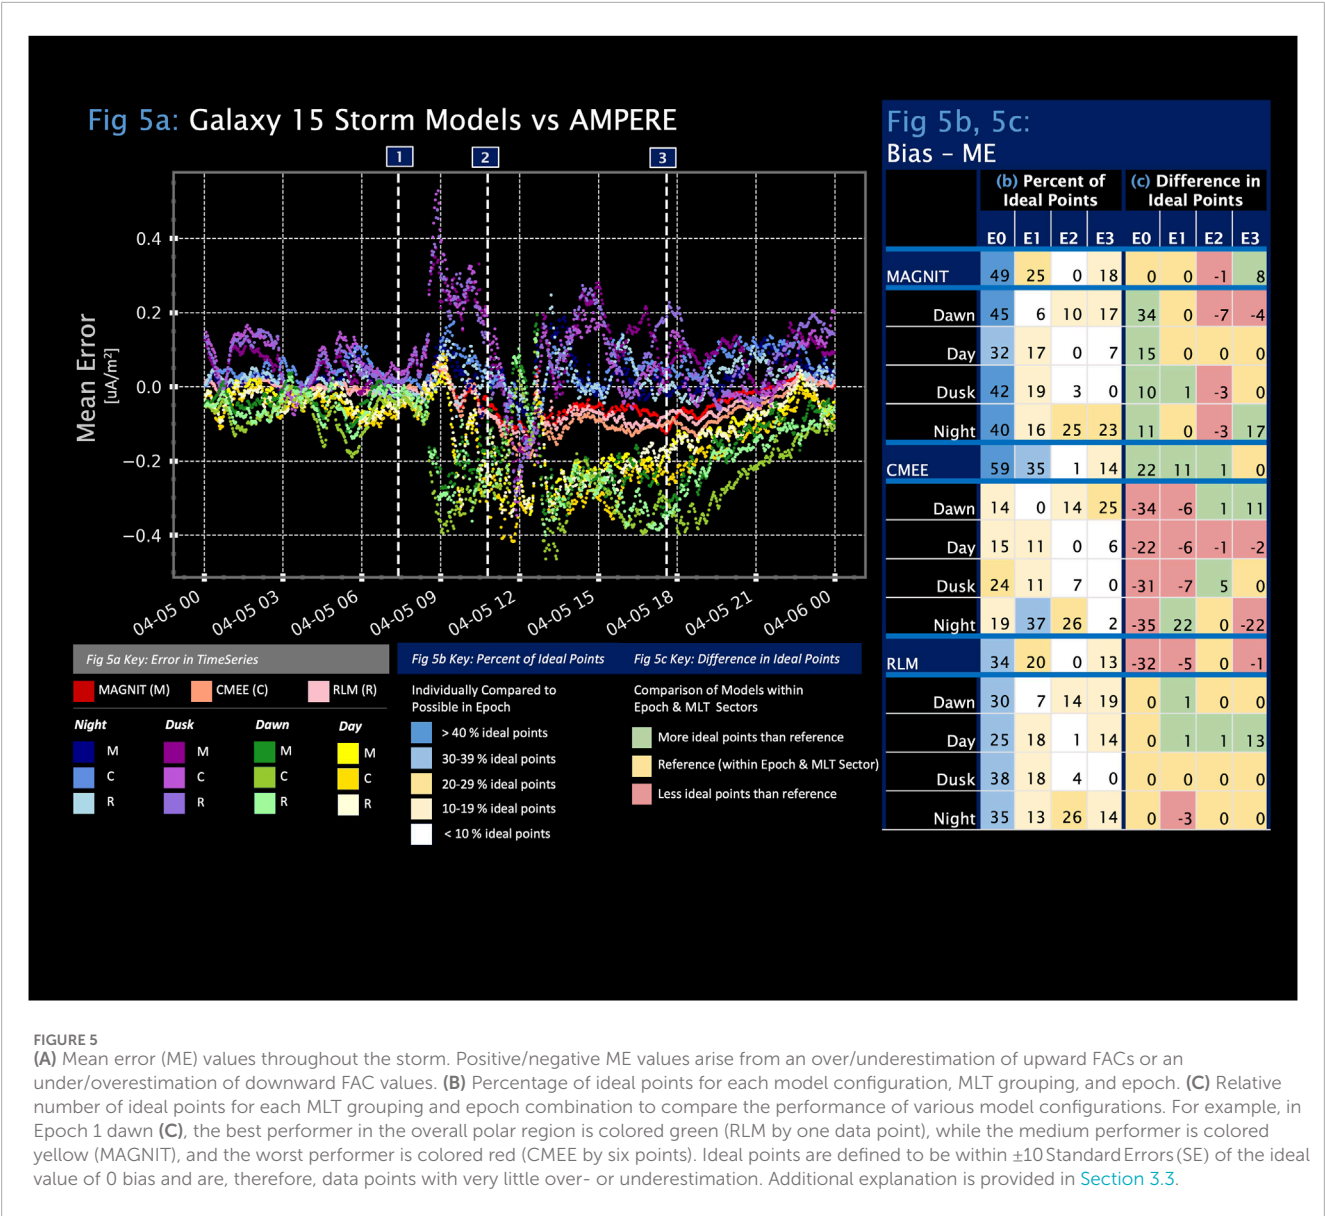 Fig 5a: Galaxy 15 Storm Models vs AMPERE
1 2 3
Mean Error
[uA/m²]
0.4
0.2
0.0
−0.2
−0.4
04-05 00 04-05 03 04-05 06 04-05 09 04-05 12 04-05 15 04-05 18 04-05 21 04-06 00
Fig 5a Key: Error in TimeSeries
MAGNIT (M) CMEE (C) RLM (R)
Night Dusk Dawn Day
M M M M
C C C C
R R R R
Fig 5b Key: Percent of Ideal Points
Individually Compared to
Possible in Epoch
> 40 % ideal points
30-39 % ideal points
20-29 % ideal points
10-19 % ideal points
< 10 % ideal points
Fig 5c Key: Difference in Ideal Points
Comparison of Models within
Epoch & MLT Sectors
More ideal points than reference
Reference (within Epoch & MLT Sector)
Less ideal points than reference
Fig 5b, 5c:
Bias – ME
(b) Percent of (c) Difference in
Ideal Points Ideal Points
E0 E1 E2 E3 E0 E1 E2 E3
MAGNIT 49 25 0 18 0 0 -1 8
Dawn 45 6 10 17 34 0 -7 -4
Day 32 17 0 7 15 0 0 0
Dusk 42 19 3 0 10 1 -3 0
Night 40 16 25 23 11 0 -3 17
CMEE 59 35 1 14 22 11 1 0
Dawn 14 0 14 25 -34 -6 1 11
Day 15 11 0 6 -22 -6 -1 -2
Dusk 24 11 7 0 -31 -7 5 0
Night 19 37 26 2 -35 22 0 -22
RLM 34 20 0 13 -32 -5 0 -1
Dawn 30 7 14 19 0 1 0 0
Day 25 18 1 14 0 1 1 13
Dusk 38 18 4 0 0 0 0 0
Night 35 13 26 14 0 -3 0 0
FIGURE 5
(A) Mean error (ME) values throughout the storm. Positive/negative ME values arise from an over/underestimation of upward FACs or an
under/overestimation of downward FAC values. (B) Percentage of ideal points for each model configuration, MLT grouping, and epoch. (C) Relative
number of ideal points for each MLT grouping and epoch combination to compare the performance of various model configurations. For example, in
Epoch 1 dawn (C), the best performer in the overall polar region is colored green (RLM by one data point), while the medium performer is colored
yellow (MAGNIT), and the worst performer is colored red (CMEE by six points). Ideal points are defined to be within ±10 Standard Errors (SE) of the ideal
value of 0 bias and are, therefore, data points with very little over- or underestimation. Additional explanation is provided in Section 3.3.